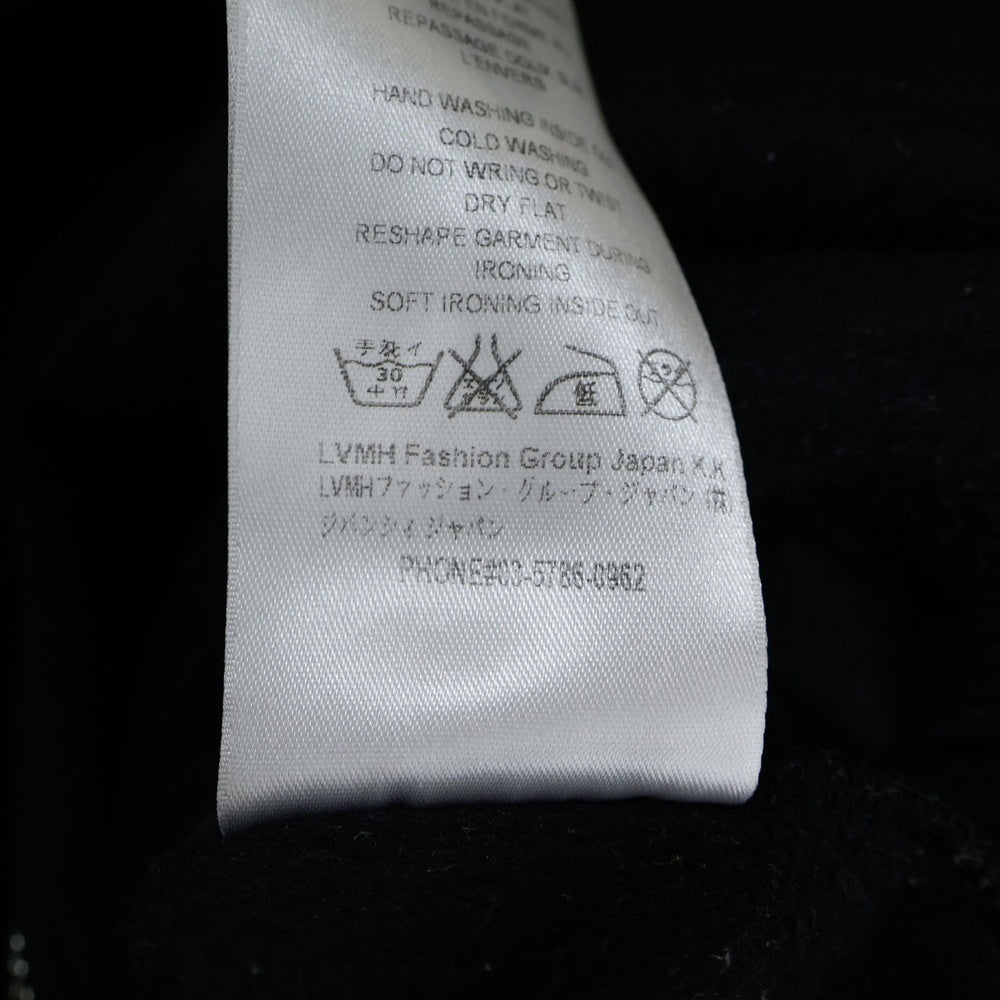 REPASSAGE
REPASSAGE DOUX
L'ENVERS
HAND WASHING INSIDE
COLD WASHING
DO NOT WRING OR TWIST
DRY FLAT
RESHAPE GARMENT DURING
IRONING
SOFT IRONING INSIDE OUT
手洗イ
30
中性
低
LVMH Fashion Group Japan K.K
LVMHファッション・グループ・ジャパン (株)
ジバンシィ ジャパン
PHONE#03-5786-0962